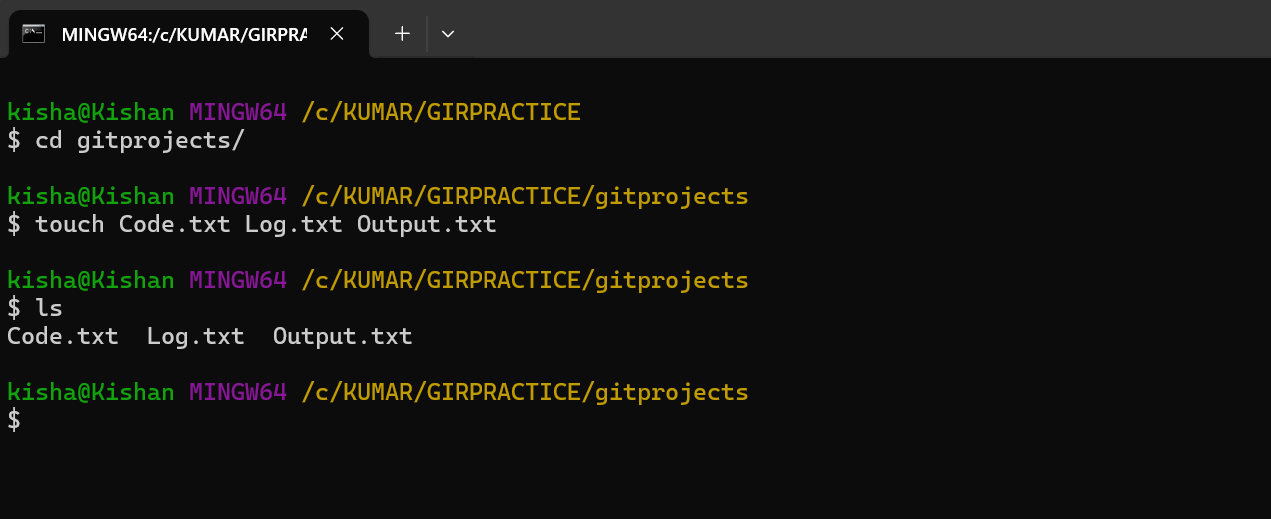 MINGW64:/c/KUMAR/GIRPRA
kisha@Kishan MINGW64 /c/KUMAR/GIRPRACTICE
$ cd gitprojects/
kisha@Kishan MINGW64 /c/KUMAR/GIRPRACTICE/gitprojects
$ touch Code.txt Log.txt Output.txt
kisha@Kishan MINGW64 /c/KUMAR/GIRPRACTICE/gitprojects
$ ls
Code.txt  Log.txt  Output.txt
kisha@Kishan MINGW64 /c/KUMAR/GIRPRACTICE/gitprojects
$